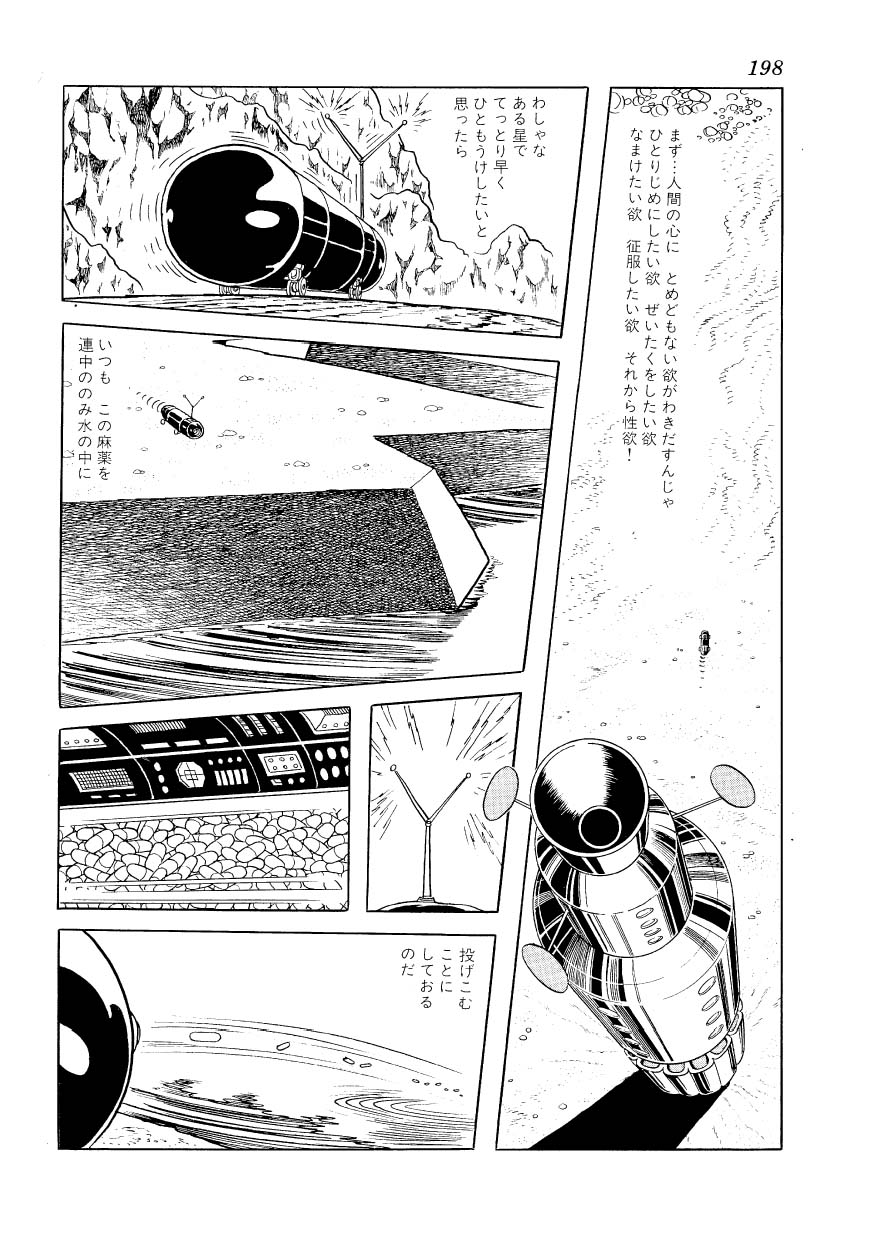 198
まず…人間の心に　とめどもない欲がわきだすんじゃ
ひとりじめにしたい欲　ぜいたくをしたい欲
なまけたい欲　征服したい欲　それから性欲！
わしゃな
ある星で
てっとり早く
ひともうけしたいと
思ったら
いつも　この麻薬を
連中ののみ水の中に
投げこむ
ことに
しておる
のだ